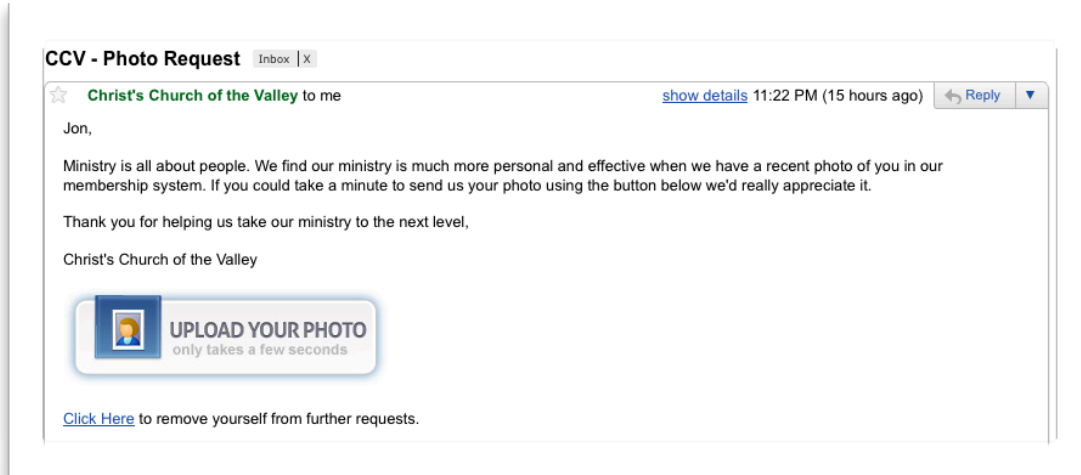 CCV - Photo Request Inbox | X
Christ's Church of the Valley to me show details 11:22 PM (15 hours ago) Reply
Jon,
Ministry is all about people. We find our ministry is much more personal and effective when we have a recent photo of you in our
membership system. If you could take a minute to send us your photo using the button below we'd really appreciate it.
Thank you for helping us take our ministry to the next level,
Christ's Church of the Valley
UPLOAD YOUR PHOTO
only takes a few seconds
Click Here to remove yourself from further requests.